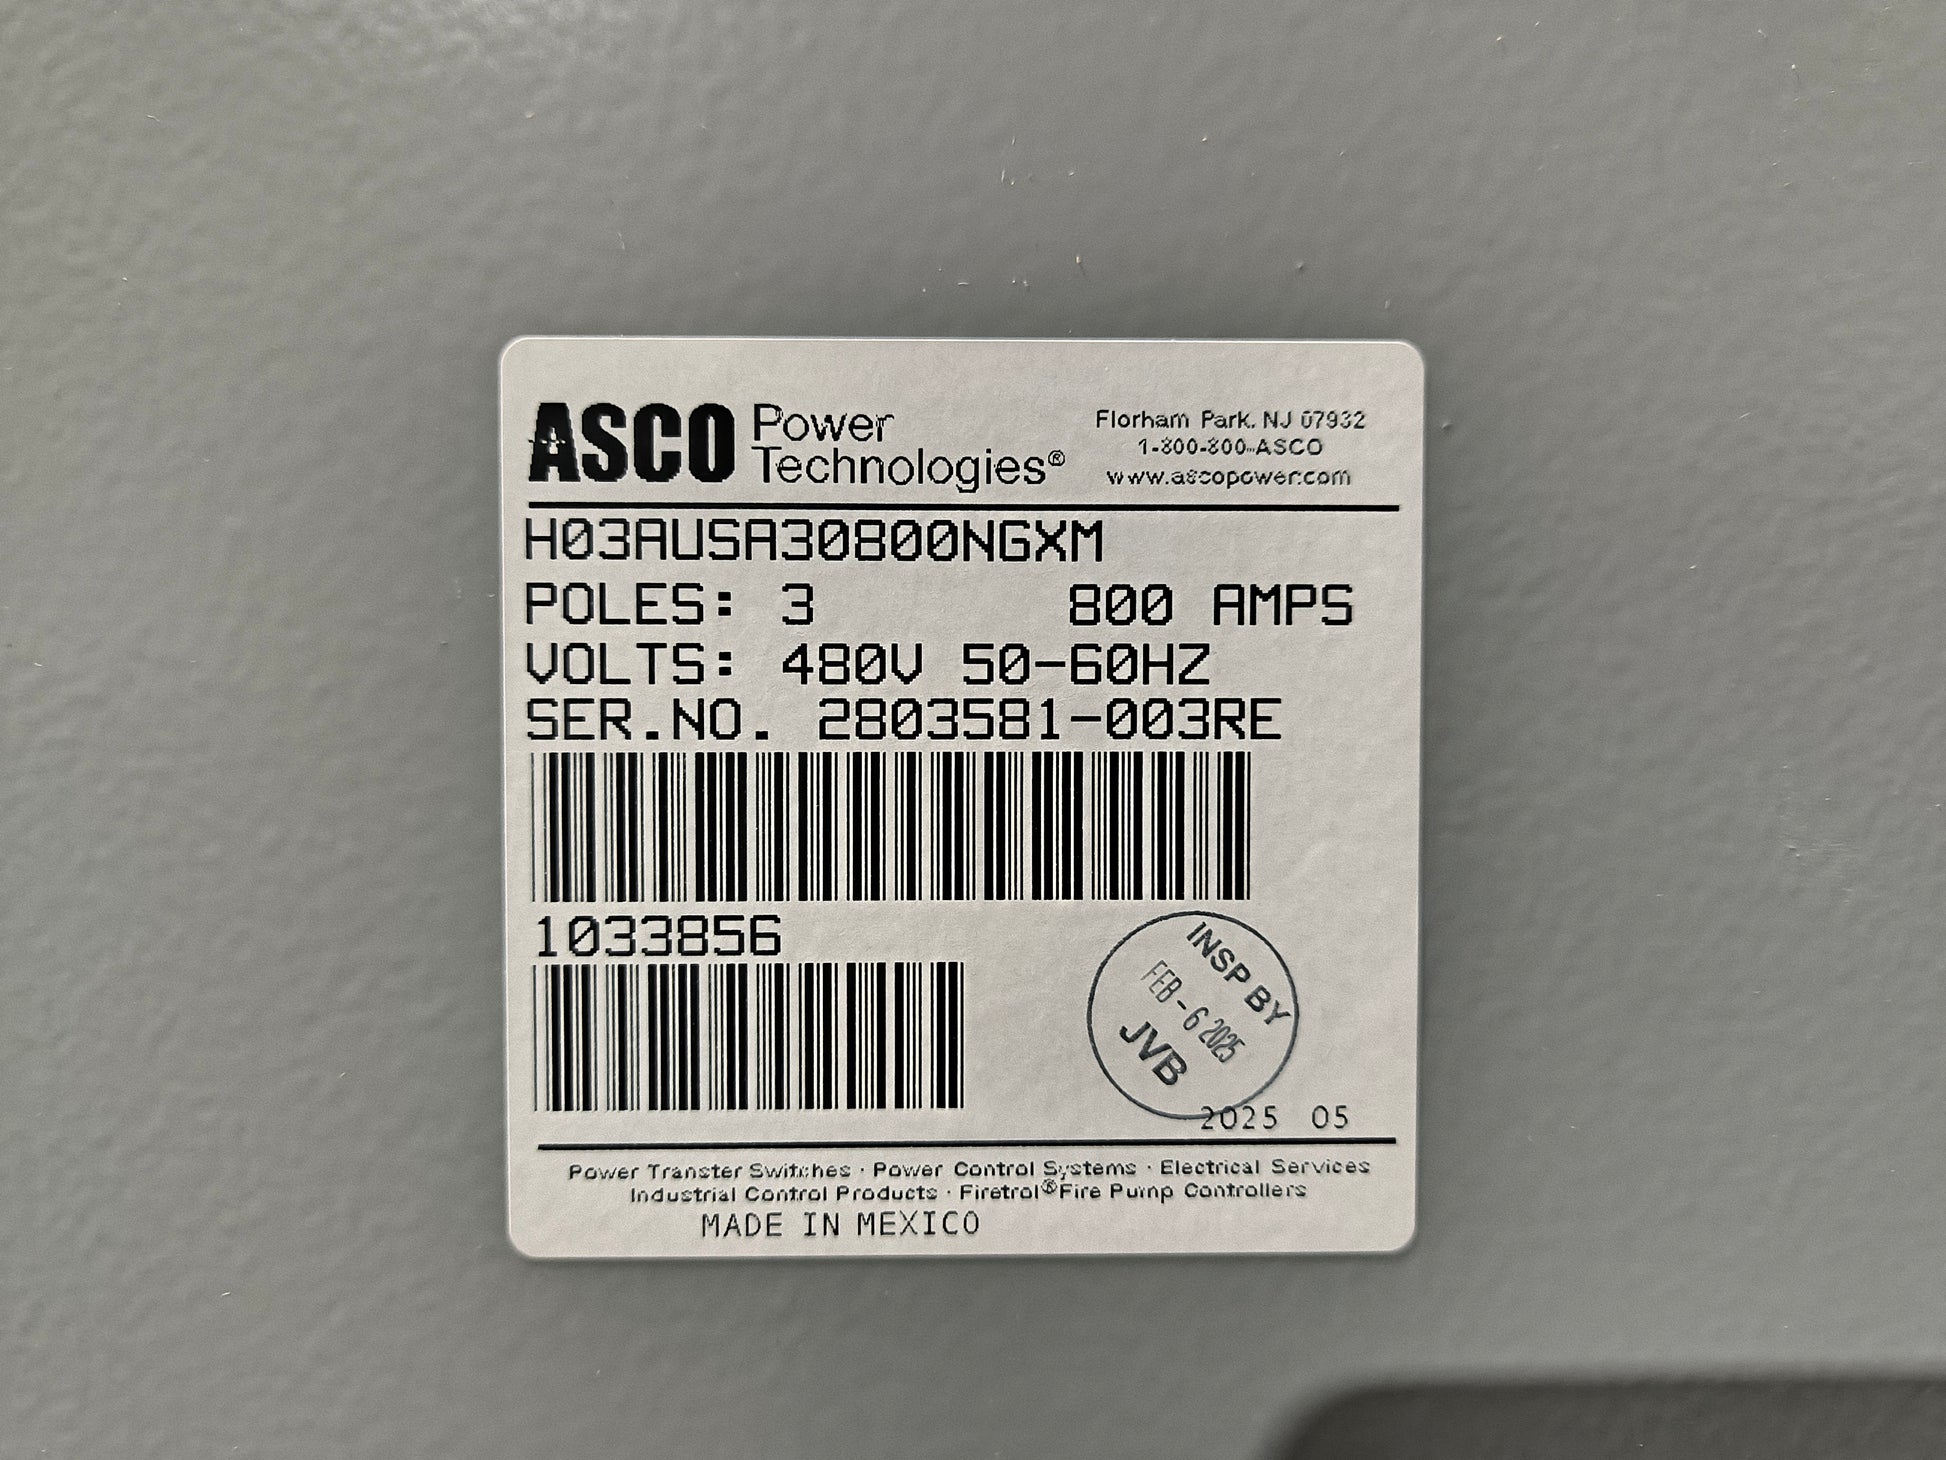 ASCO Power Technologies®
Florham Park, NJ 07932
1-800-800-ASCO
www.ascopower.com
H03AUSA30800NGXM
POLES: 3 800 AMPS
VOLTS: 480V 50-60HZ
SER.NO. 2803581-003RE
1033856
INSP BY
FEB - 6 2025
JVB
2025 05
Power Transfer Switches · Power Control Systems · Electrical Services
Industrial Control Products · Firetrol® Fire Pump Controllers
MADE IN MEXICO